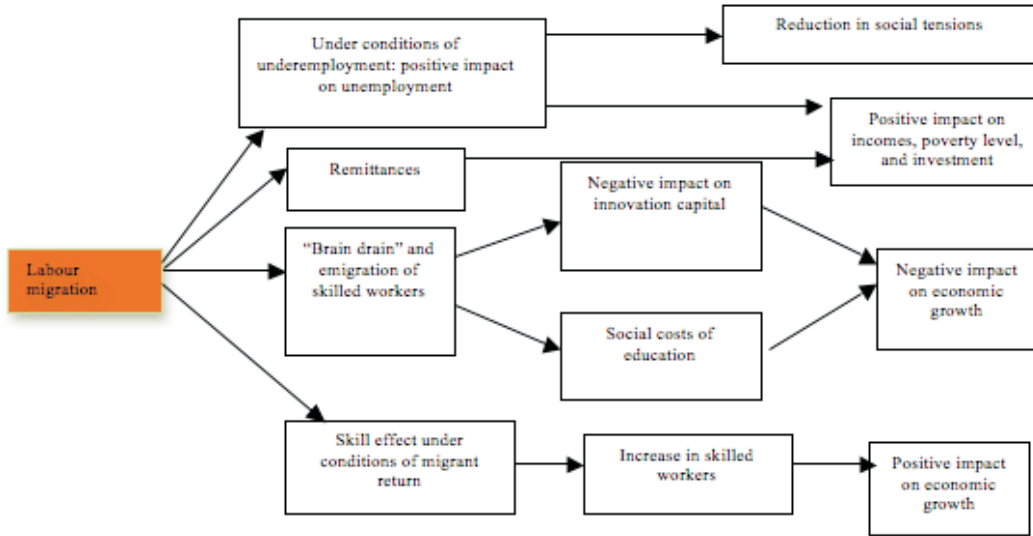 Reduction in social tensions
Under conditions of
underemployment: positive impact
on unemployment
Positive impact on
incomes, poverty level,
and investment
Remittances
Negative impact on
innovation capital
“Brain drain” and
emigration of
skilled workers
Labour
migration
Negative impact
on economic
growth
Social costs of
education
Skill effect under
conditions of migrant
return
Increase in skilled
workers
Positive impact
on economic
growth